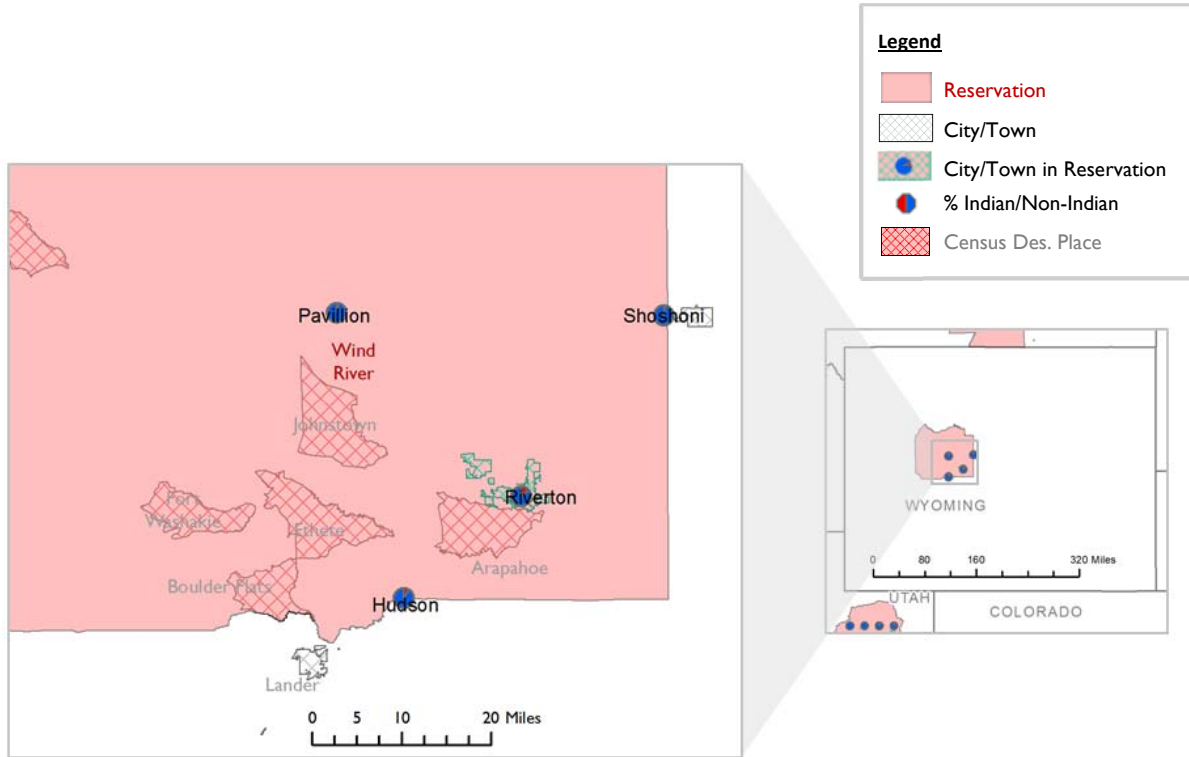 Legend
Reservation
City/Town
City/Town in Reservation
% Indian/Non-Indian
Census Des. Place
Pavillion
Shoshoni
Wind
River
Johnstown
Riverton
Fort
Washakie
Ethete
Arapahoe
Boulder Flats
Hudson
Lander
0 5 10 20 Miles
WYOMING
0 80 160 320 Miles
UTAH
COLORADO